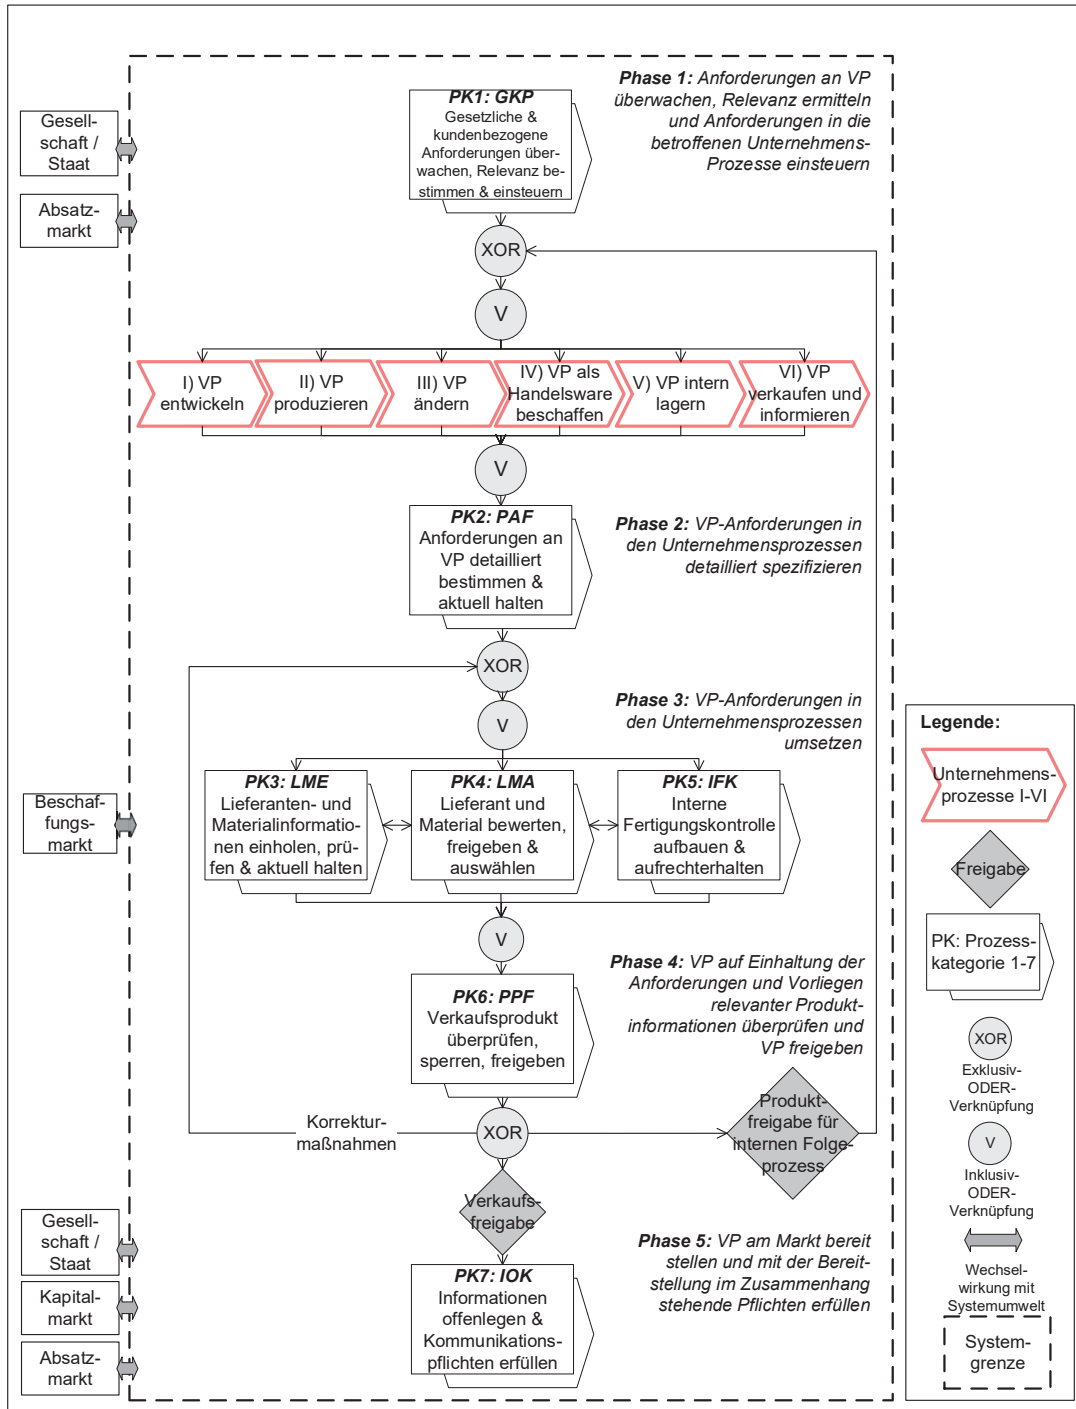 Phase 1: Anforderungen an VP
überwachen, Relevanz ermitteln
und Anforderungen in die
betroffenen Unternehmens-
Prozesse einsteuern
PK1: GKP
Gesetzliche &
kundenbezogene
Anforderungen über-
wachen, Relevanz be-
stimmen & einsteuern
Gesell-
schaft /
Staat
Absatz-
markt
XOR
V
I) VP
entwickeln
II) VP
produzieren
III) VP
ändern
IV) VP als
Handelsware
beschaffen
V) VP intern
lagern
VI) VP
verkaufen und
informieren
V
PK2: PAF
Anforderungen an
VP detailliert
bestimmen &
aktuell halten
Phase 2: VP-Anforderungen in
den Unternehmensprozessen
detailliert spezifizieren
XOR
V
Phase 3: VP-Anforderungen in
den Unternehmensprozessen
umsetzen
Beschaf-
fungs-
markt
PK3: LME
Lieferanten- und
Materialinformatio-
nen einholen, prü-
fen & aktuell halten
PK4: LMA
Lieferant und
Material bewerten,
freigeben &
auswählen
PK5: IFK
Interne
Fertigungskontrolle
aufbauen &
aufrechterhalten
V
PK6: PPF
Verkaufsprodukt
überprüfen,
sperren, freigeben
Phase 4: VP auf Einhaltung der
Anforderungen und Vorliegen
relevanter Produkt-
informationen überprüfen und
VP freigeben
Korrektur-
maßnahmen
XOR
Produkt-
freigabe für
internen Folge-
prozess
Verkaufs-
freigabe
Gesell-
schaft /
Staat
Kapital-
markt
Absatz-
markt
PK7: IOK
Informationen
offenlegen &
Kommunikations-
pflichten erfüllen
Phase 5: VP am Markt bereit
stellen und mit der Bereit-
stellung im Zusammenhang
stehende Pflichten erfüllen
Legende:
Unternehmens-
prozesse I-VI
Freigabe
PK: Prozess-
kategorie 1-7
XOR
Exklusiv-
ODER-
Verknüpfung
V
Inklusiv-
ODER-
Verknüpfung
Wechsel-
wirkung mit
Systemumwelt
System-
grenze